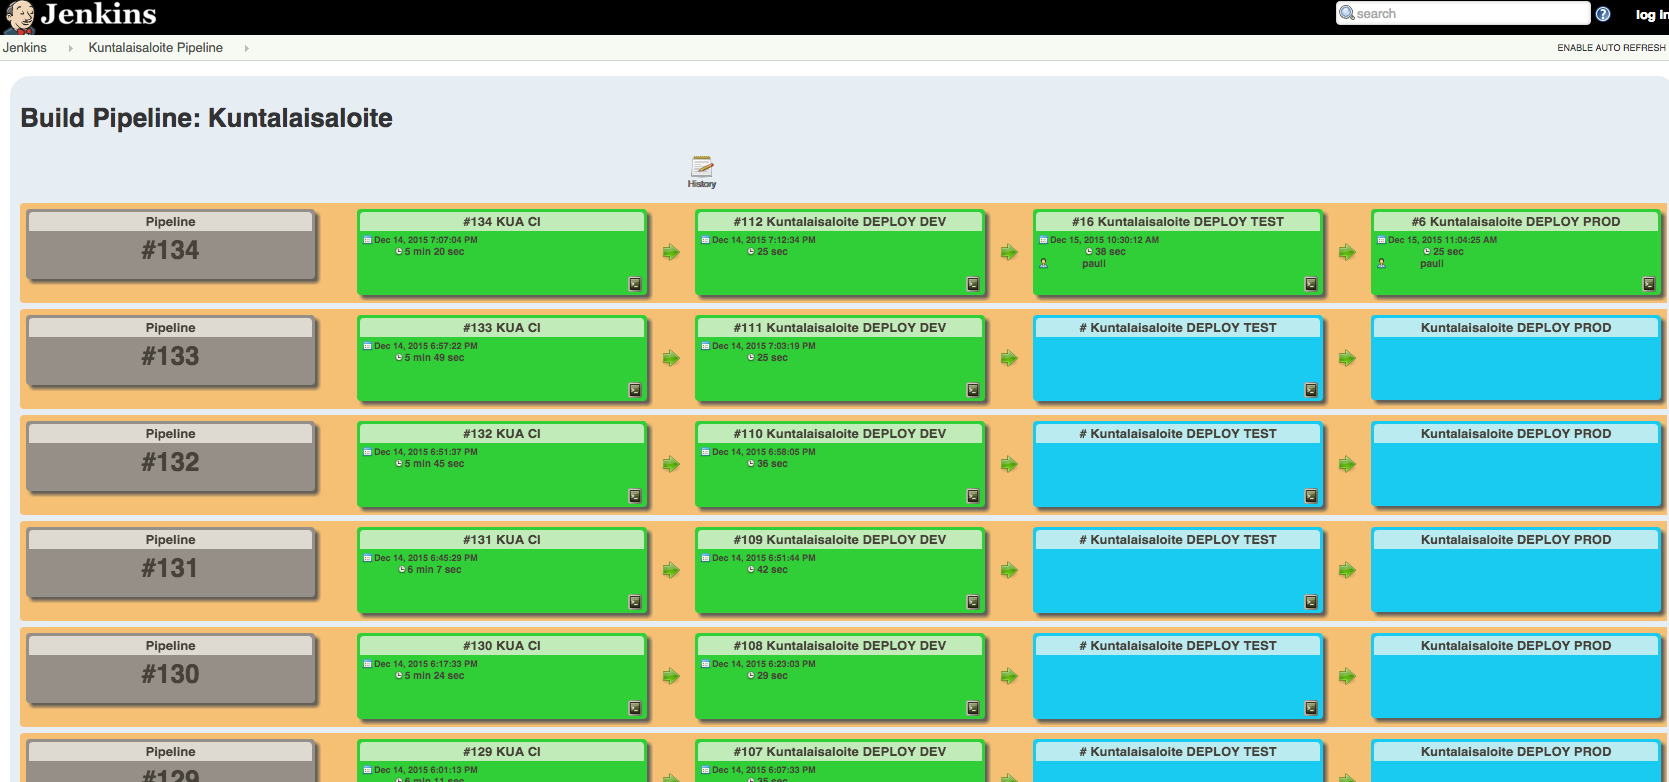 Jenkins
search
log in
Jenkins
Kuntalaisaloite Pipeline
ENABLE AUTO REFRESH
Build Pipeline: Kuntalaisaloite
History
Pipeline
#134
#134 KUA CI
Dec 14, 2015 7:07:04 PM
5 min 20 sec
#112 Kuntalaisaloite DEPLOY DEV
Dec 14, 2015 7:12:34 PM
25 sec
#16 Kuntalaisaloite DEPLOY TEST
Dec 15, 2015 10:30:12 AM
38 sec
pauli
#6 Kuntalaisaloite DEPLOY PROD
Dec 15, 2015 11:04:25 AM
25 sec
pauli
Pipeline
#133
#133 KUA CI
Dec 14, 2015 6:57:22 PM
5 min 49 sec
#111 Kuntalaisaloite DEPLOY DEV
Dec 14, 2015 7:03:19 PM
25 sec
# Kuntalaisaloite DEPLOY TEST
Kuntalaisaloite DEPLOY PROD
Pipeline
#132
#132 KUA CI
Dec 14, 2015 6:51:37 PM
5 min 45 sec
#110 Kuntalaisaloite DEPLOY DEV
Dec 14, 2015 6:58:05 PM
36 sec
# Kuntalaisaloite DEPLOY TEST
Kuntalaisaloite DEPLOY PROD
Pipeline
#131
#131 KUA CI
Dec 14, 2015 6:45:29 PM
6 min 7 sec
#109 Kuntalaisaloite DEPLOY DEV
Dec 14, 2015 6:51:44 PM
42 sec
# Kuntalaisaloite DEPLOY TEST
Kuntalaisaloite DEPLOY PROD
Pipeline
#130
#130 KUA CI
Dec 14, 2015 6:17:33 PM
5 min 24 sec
#108 Kuntalaisaloite DEPLOY DEV
Dec 14, 2015 6:23:03 PM
29 sec
# Kuntalaisaloite DEPLOY TEST
Kuntalaisaloite DEPLOY PROD
Pipeline
#129
#129 KUA CI
Dec 14, 2015 6:01:13 PM
6 min 11 sec
#107 Kuntalaisaloite DEPLOY DEV
Dec 14, 2015 6:07:33 PM
35 sec
# Kuntalaisaloite DEPLOY TEST
Kuntalaisaloite DEPLOY PROD